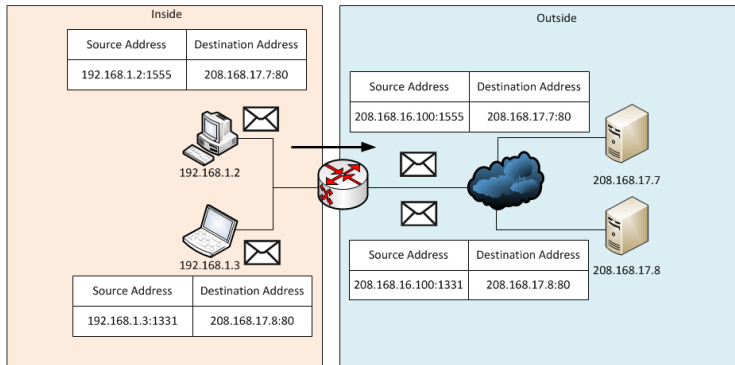 Inside
Source Address Destination Address
192.168.1.2:1555 208.168.17.7:80
192.168.1.2
192.168.1.3
Source Address Destination Address
192.168.1.3:1331 208.168.17.8:80
Outside
Source Address Destination Address
208.168.16.100:1555 208.168.17.7:80
208.168.17.7
208.168.17.8
Source Address Destination Address
208.168.16.100:1331 208.168.17.8:80